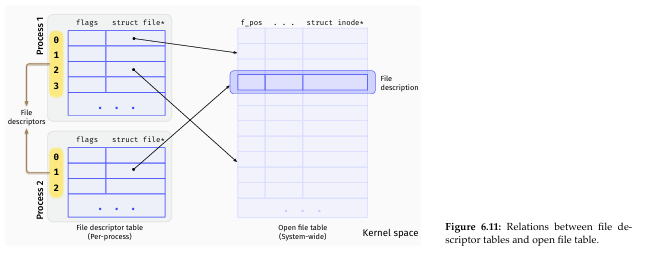 Process 1
flags struct file*
0
1
2
3
. . .
File
descriptors
flags struct file*
0
1
2
. . .
Process 2
File descriptor table
(Per-process)
f_pos . . . struct inode*
File
description
. . .
Open file table
(System-wide)
Kernel space
Figure 6.11: Relations between file de-
scriptor tables and open file table.